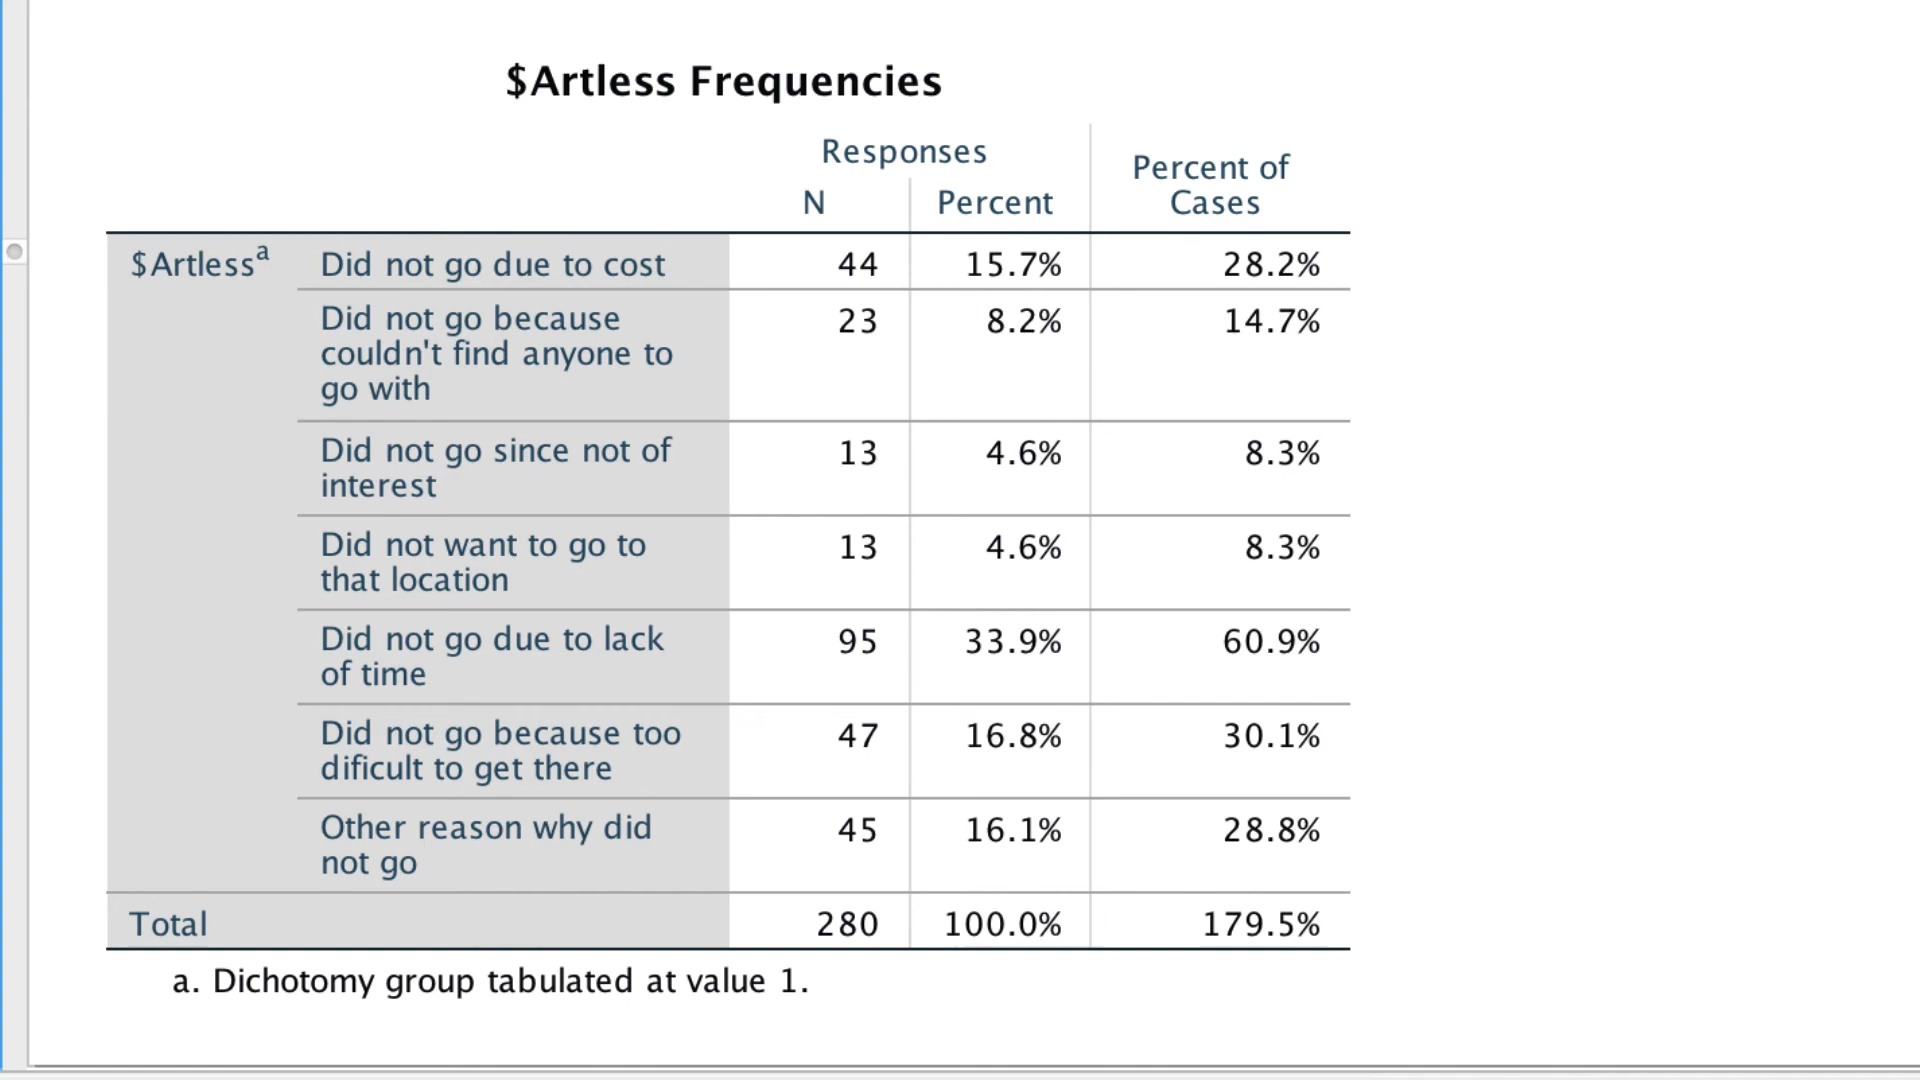 $Artless Frequencies
Responses
Percent of
Cases
N Percent
$Artlessa Did not go due to cost 44 15.7% 28.2%
Did not go because 23 8.2% 14.7%
couldn't find anyone to
go with
Did not go since not of 13 4.6% 8.3%
interest
Did not want to go to 13 4.6% 8.3%
that location
Did not go due to lack 95 33.9% 60.9%
of time
Did not go because too 47 16.8% 30.1%
dificult to get there
Other reason why did 45 16.1% 28.8%
not go
Total 280 100.0% 179.5%
a. Dichotomy group tabulated at value 1.